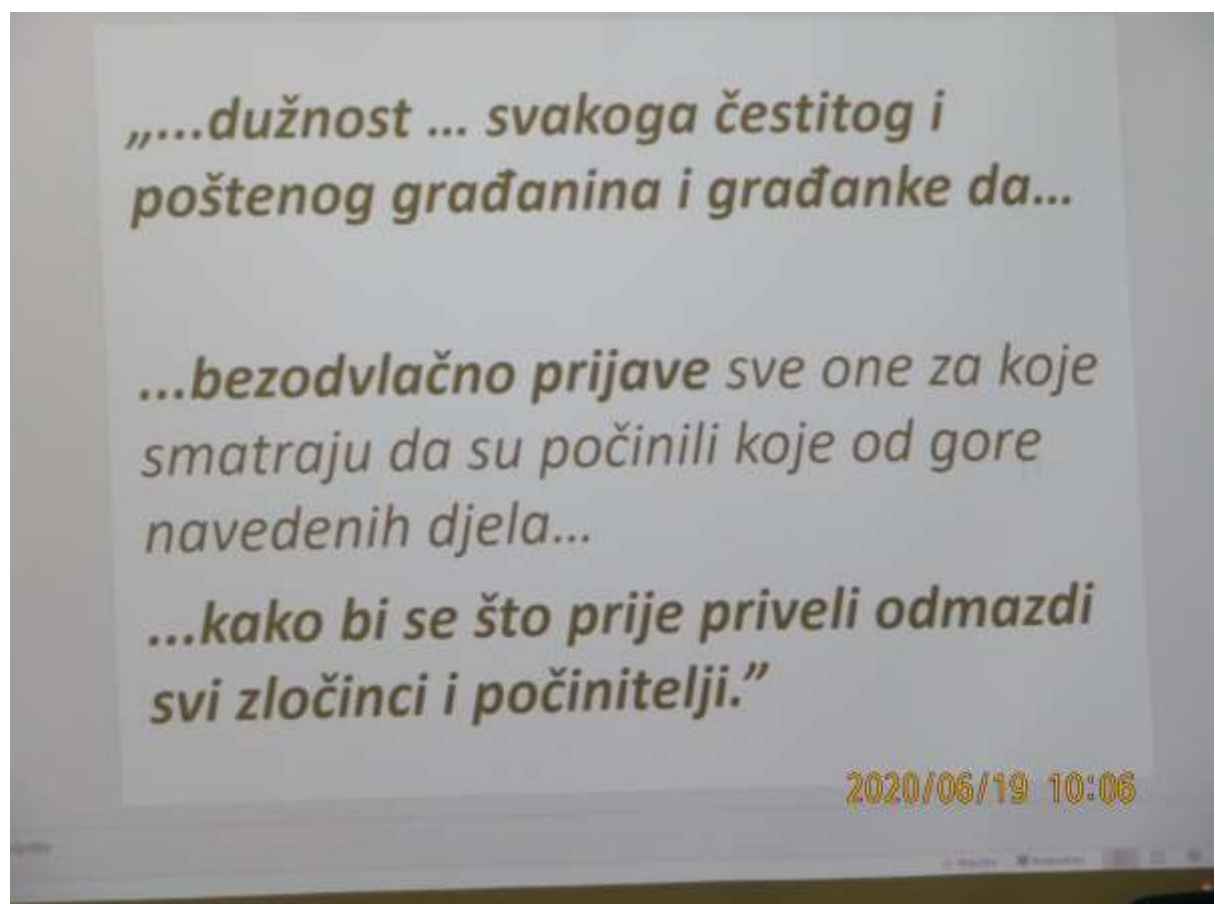 „...dužnost ... svakoga čestitog i
poštenog građanina i građanke da...
...bezodvlačno prijave sve one za koje
smatraju da su počinili koje od gore
navedenih djela...
...kako bi se što prije priveli odmazdi
svi zločinci i počinitelji.”
2020/06/19 10:06